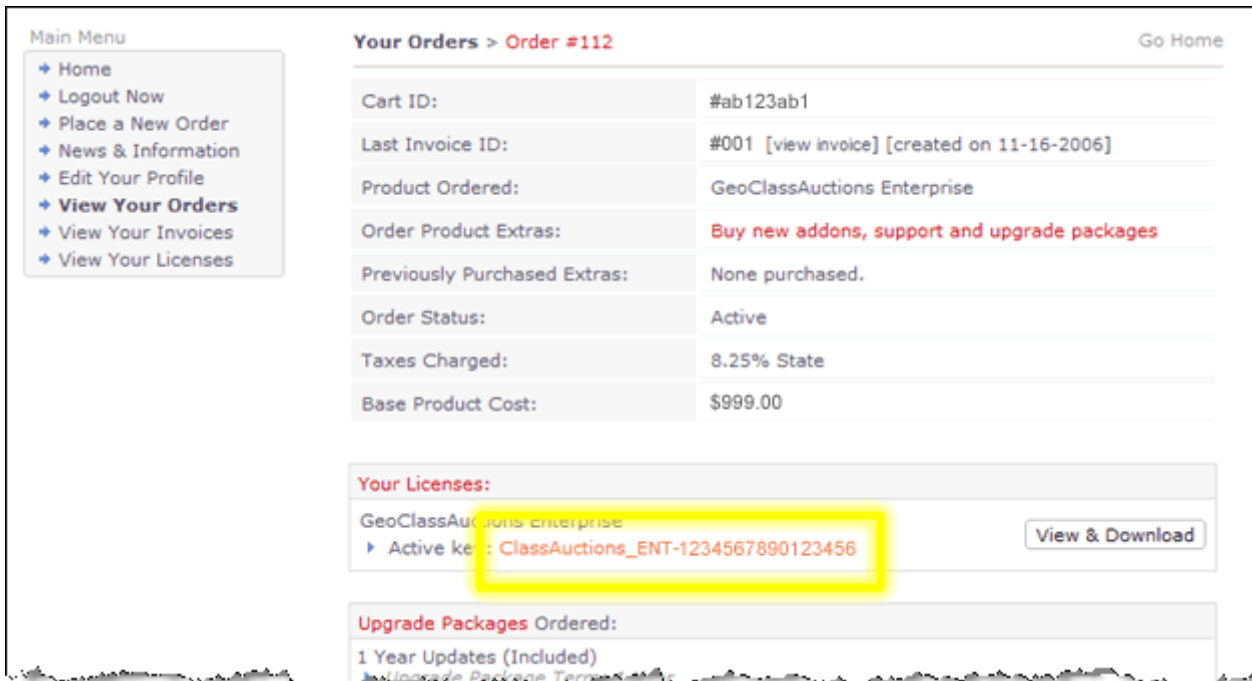 Main Menu
Home
Logout Now
Place a New Order
News & Information
Edit Your Profile
View Your Orders
View Your Invoices
View Your Licenses
Your Orders > Order #112
Go Home
Cart ID: #ab123ab1
Last Invoice ID: #001 [view invoice] [created on 11-16-2006]
Product Ordered: GeoClassAuctions Enterprise
Order Product Extras: Buy new addons, support and upgrade packages
Previously Purchased Extras: None purchased.
Order Status: Active
Taxes Charged: 8.25% State
Base Product Cost: $999.00
Your Licenses:
GeoClassAuctions Enterprise
Active key: ClassAuctions_ENT-1234567890123456
View & Download
Upgrade Packages Ordered:
1 Year Updates (Included)
Upgrade Package Term